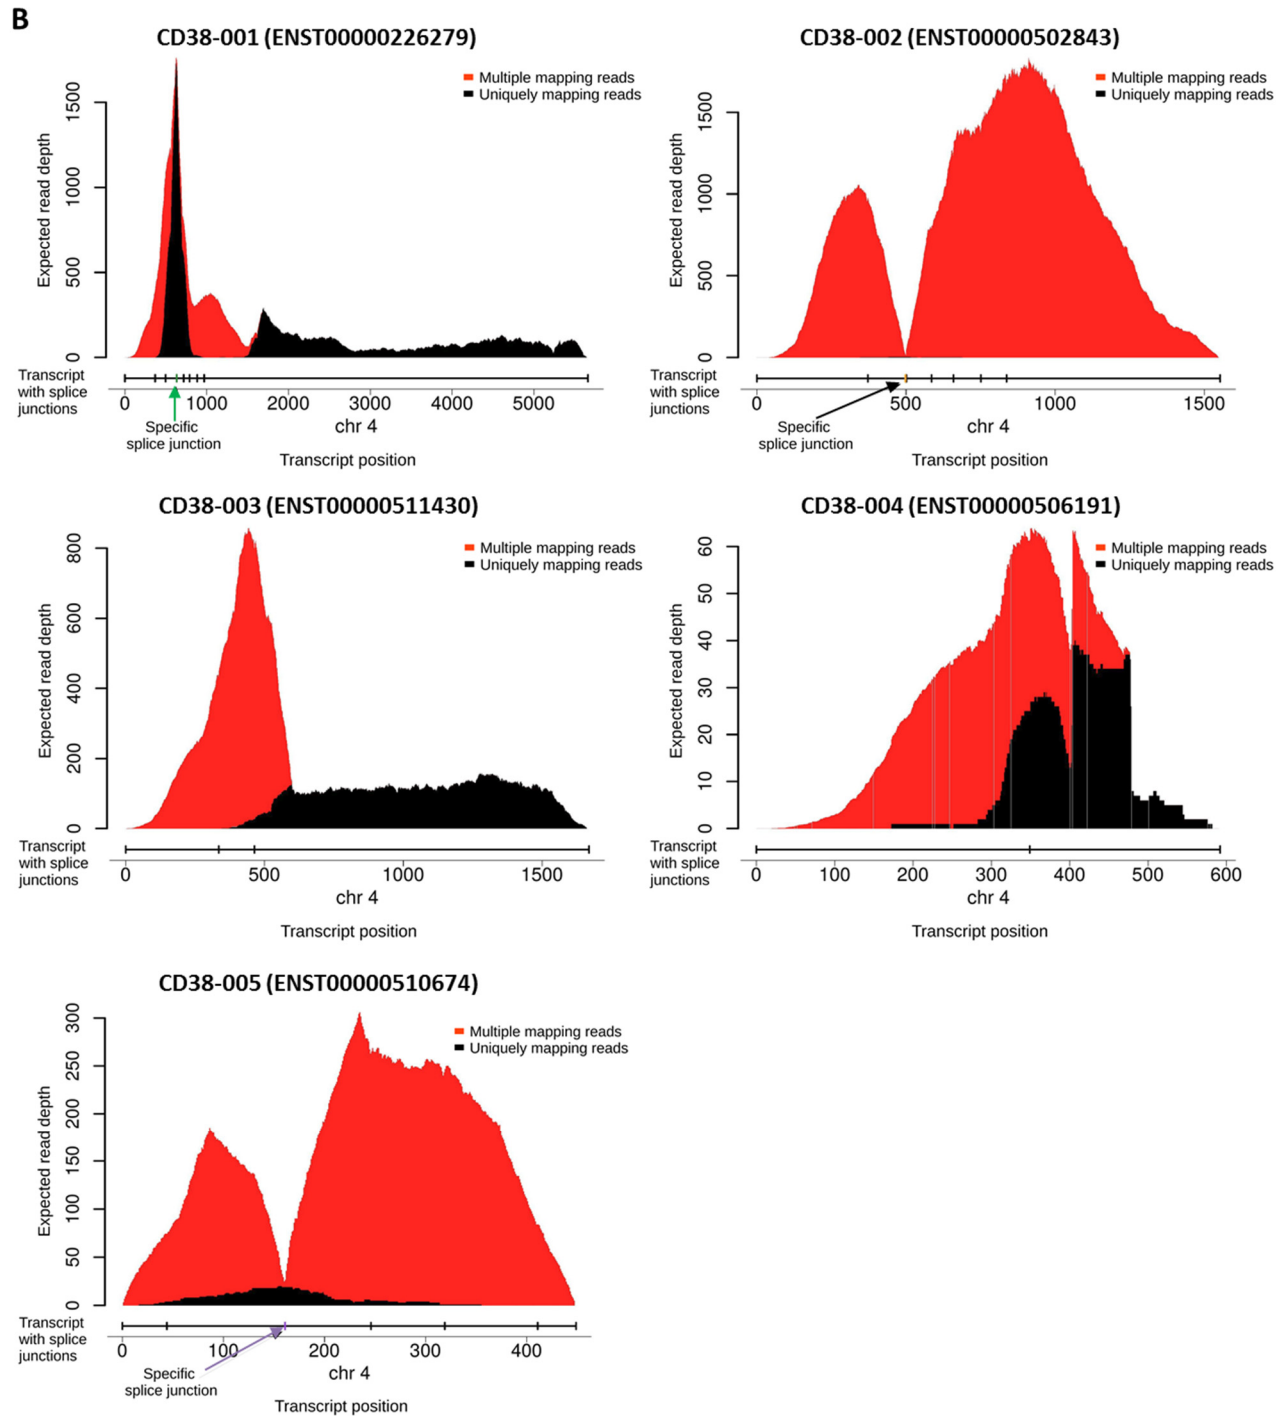 B
CD38-001 (ENST00000226279)
Multiple mapping reads
Uniquely mapping reads
Expected read depth
0 500 1000 1500
Transcript
with splice
junctions
0 1000 2000 3000 4000 5000
Specific
splice junction
chr 4
Transcript position
CD38-002 (ENST00000502843)
Multiple mapping reads
Uniquely mapping reads
Expected read depth
0 500 1000 1500
Transcript
with splice
junctions
0 500 1000 1500
Specific
splice junction
chr 4
Transcript position
CD38-003 (ENST00000511430)
Multiple mapping reads
Uniquely mapping reads
Expected read depth
0 200 400 600 800
Transcript
with splice
junctions
0 500 1000 1500
chr 4
Transcript position
CD38-004 (ENST00000506191)
Multiple mapping reads
Uniquely mapping reads
Expected read depth
0 10 20 30 40 50 60
Transcript
with splice
junctions
0 100 200 300 400 500 600
chr 4
Transcript position
CD38-005 (ENST00000510674)
Multiple mapping reads
Uniquely mapping reads
Expected read depth
0 50 100 150 200 250 300
Transcript
with splice
junctions
0 100 200 300 400
Specific
splice junction
chr 4
Transcript position